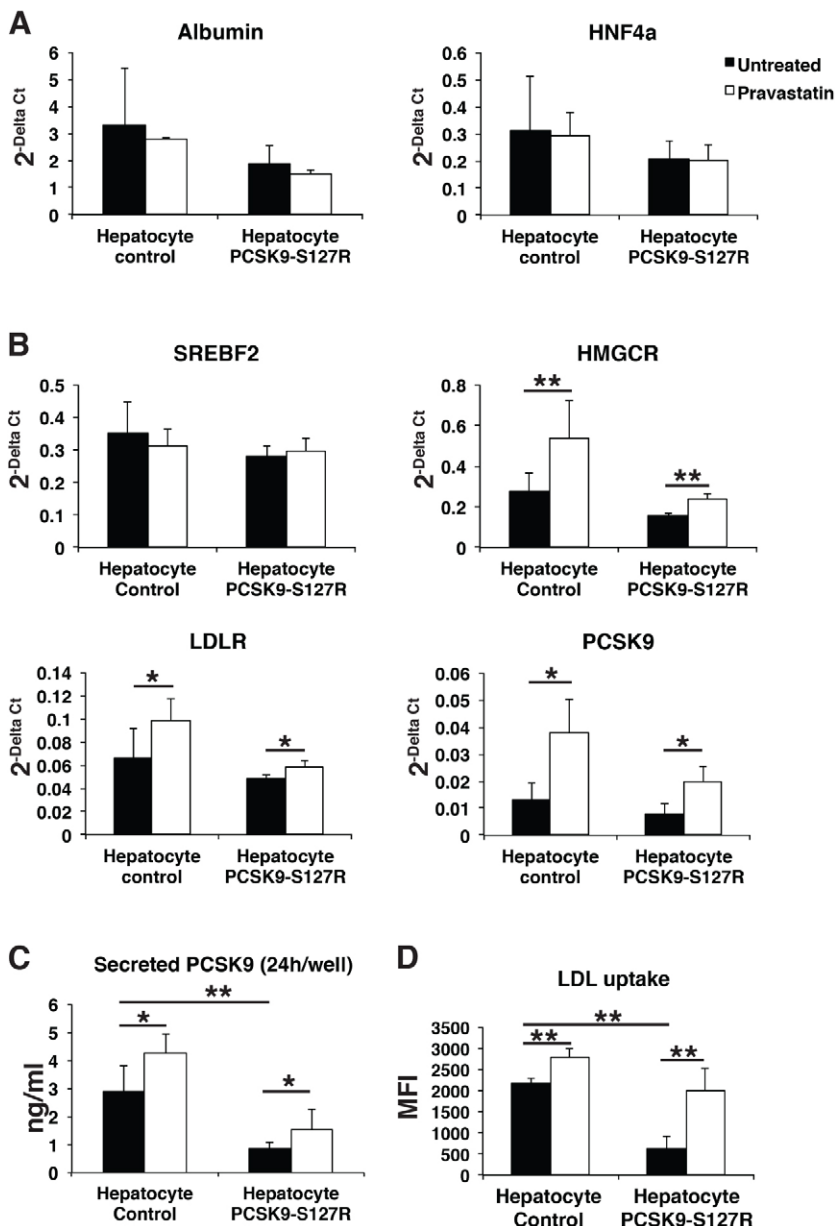 A
Albumin
6
5
4
3
2
1
0
2-Delta Ct
Hepatocyte control
Hepatocyte PCSK9-S127R
HNF4a
0.6
0.5
0.4
0.3
0.2
0.1
0
2-Delta Ct
Hepatocyte control
Hepatocyte PCSK9-S127R
Untreated
Pravastatin
B
SREBF2
0.5
0.4
0.3
0.2
0.1
0
2-Delta Ct
Hepatocyte Control
Hepatocyte PCSK9-S127R
HMGCR
0.8
0.6
0.4
0.2
0
2-Delta Ct
**
**
Hepatocyte Control
Hepatocyte PCSK9-S127R
LDLR
0.14
0.12
0.1
0.08
0.06
0.04
0.02
0
2-Delta Ct
*
*
Hepatocyte control
Hepatocyte PCSK9-S127R
PCSK9
0.06
0.05
0.04
0.03
0.02
0.01
0
2-Delta Ct
*
*
Hepatocyte control
Hepatocyte PCSK9-S127R
C
Secreted PCSK9 (24h/well)
6
5
4
3
2
1
0
ng/ml
**
*
*
Hepatocyte Control
Hepatocyte PCSK9-S127R
D
LDL uptake
3500
3000
2500
2000
1500
1000
500
0
MFI
**
**
**
Hepatocyte Control
Hepatocyte PCSK9-S127R